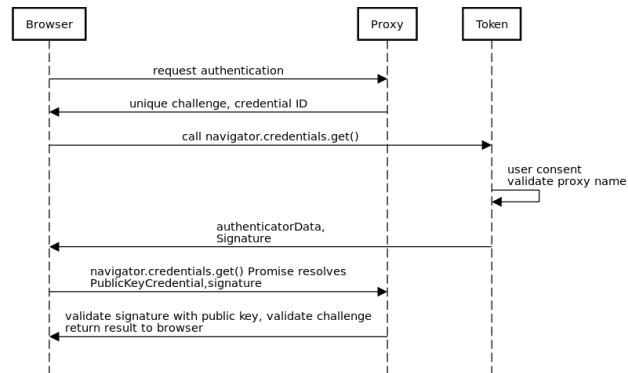 Browser
Proxy
Token
request authentication
unique challenge, credential ID
call navigator.credentials.get()
user consent
validate proxy name
authenticatorData,
Signature
navigator.credentials.get() Promise resolves
PublicKeyCredential,signature
validate signature with public key, validate challenge
return result to browser